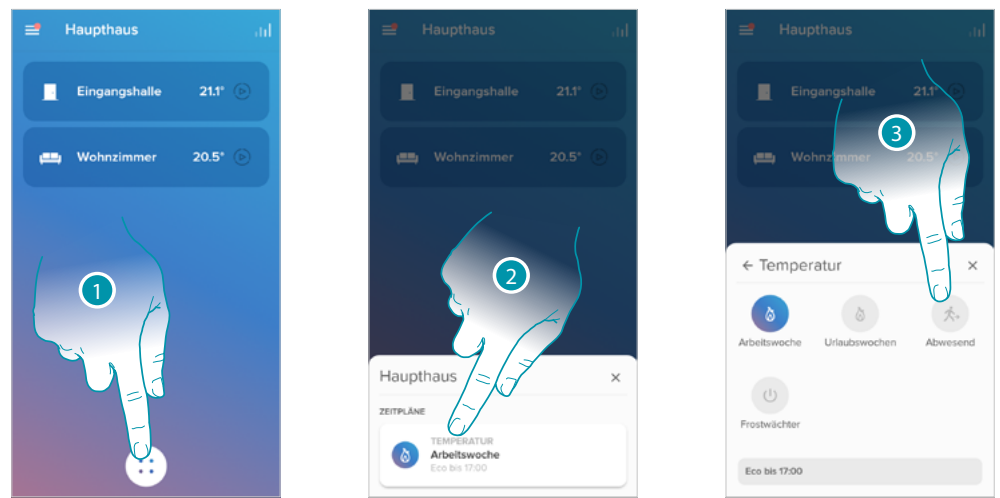 Haupthaus
Eingangshalle 21.1°
Wohnzimmer 20.5°
1
Haupthaus
Eingangshalle 21.1°
Wohnzimmer 20.5°
2
Haupthaus
ZEITPLÄNE
TEMPERATUR
Arbeitswoche
Eco bis 17:00
Haupthaus
Eingangshalle 21.1°
3
Wohnzimmer 20.5°
Temperatur
Arbeitswoche Urlaubswochen Abwesend
Frostwächter
Eco bis 17:00